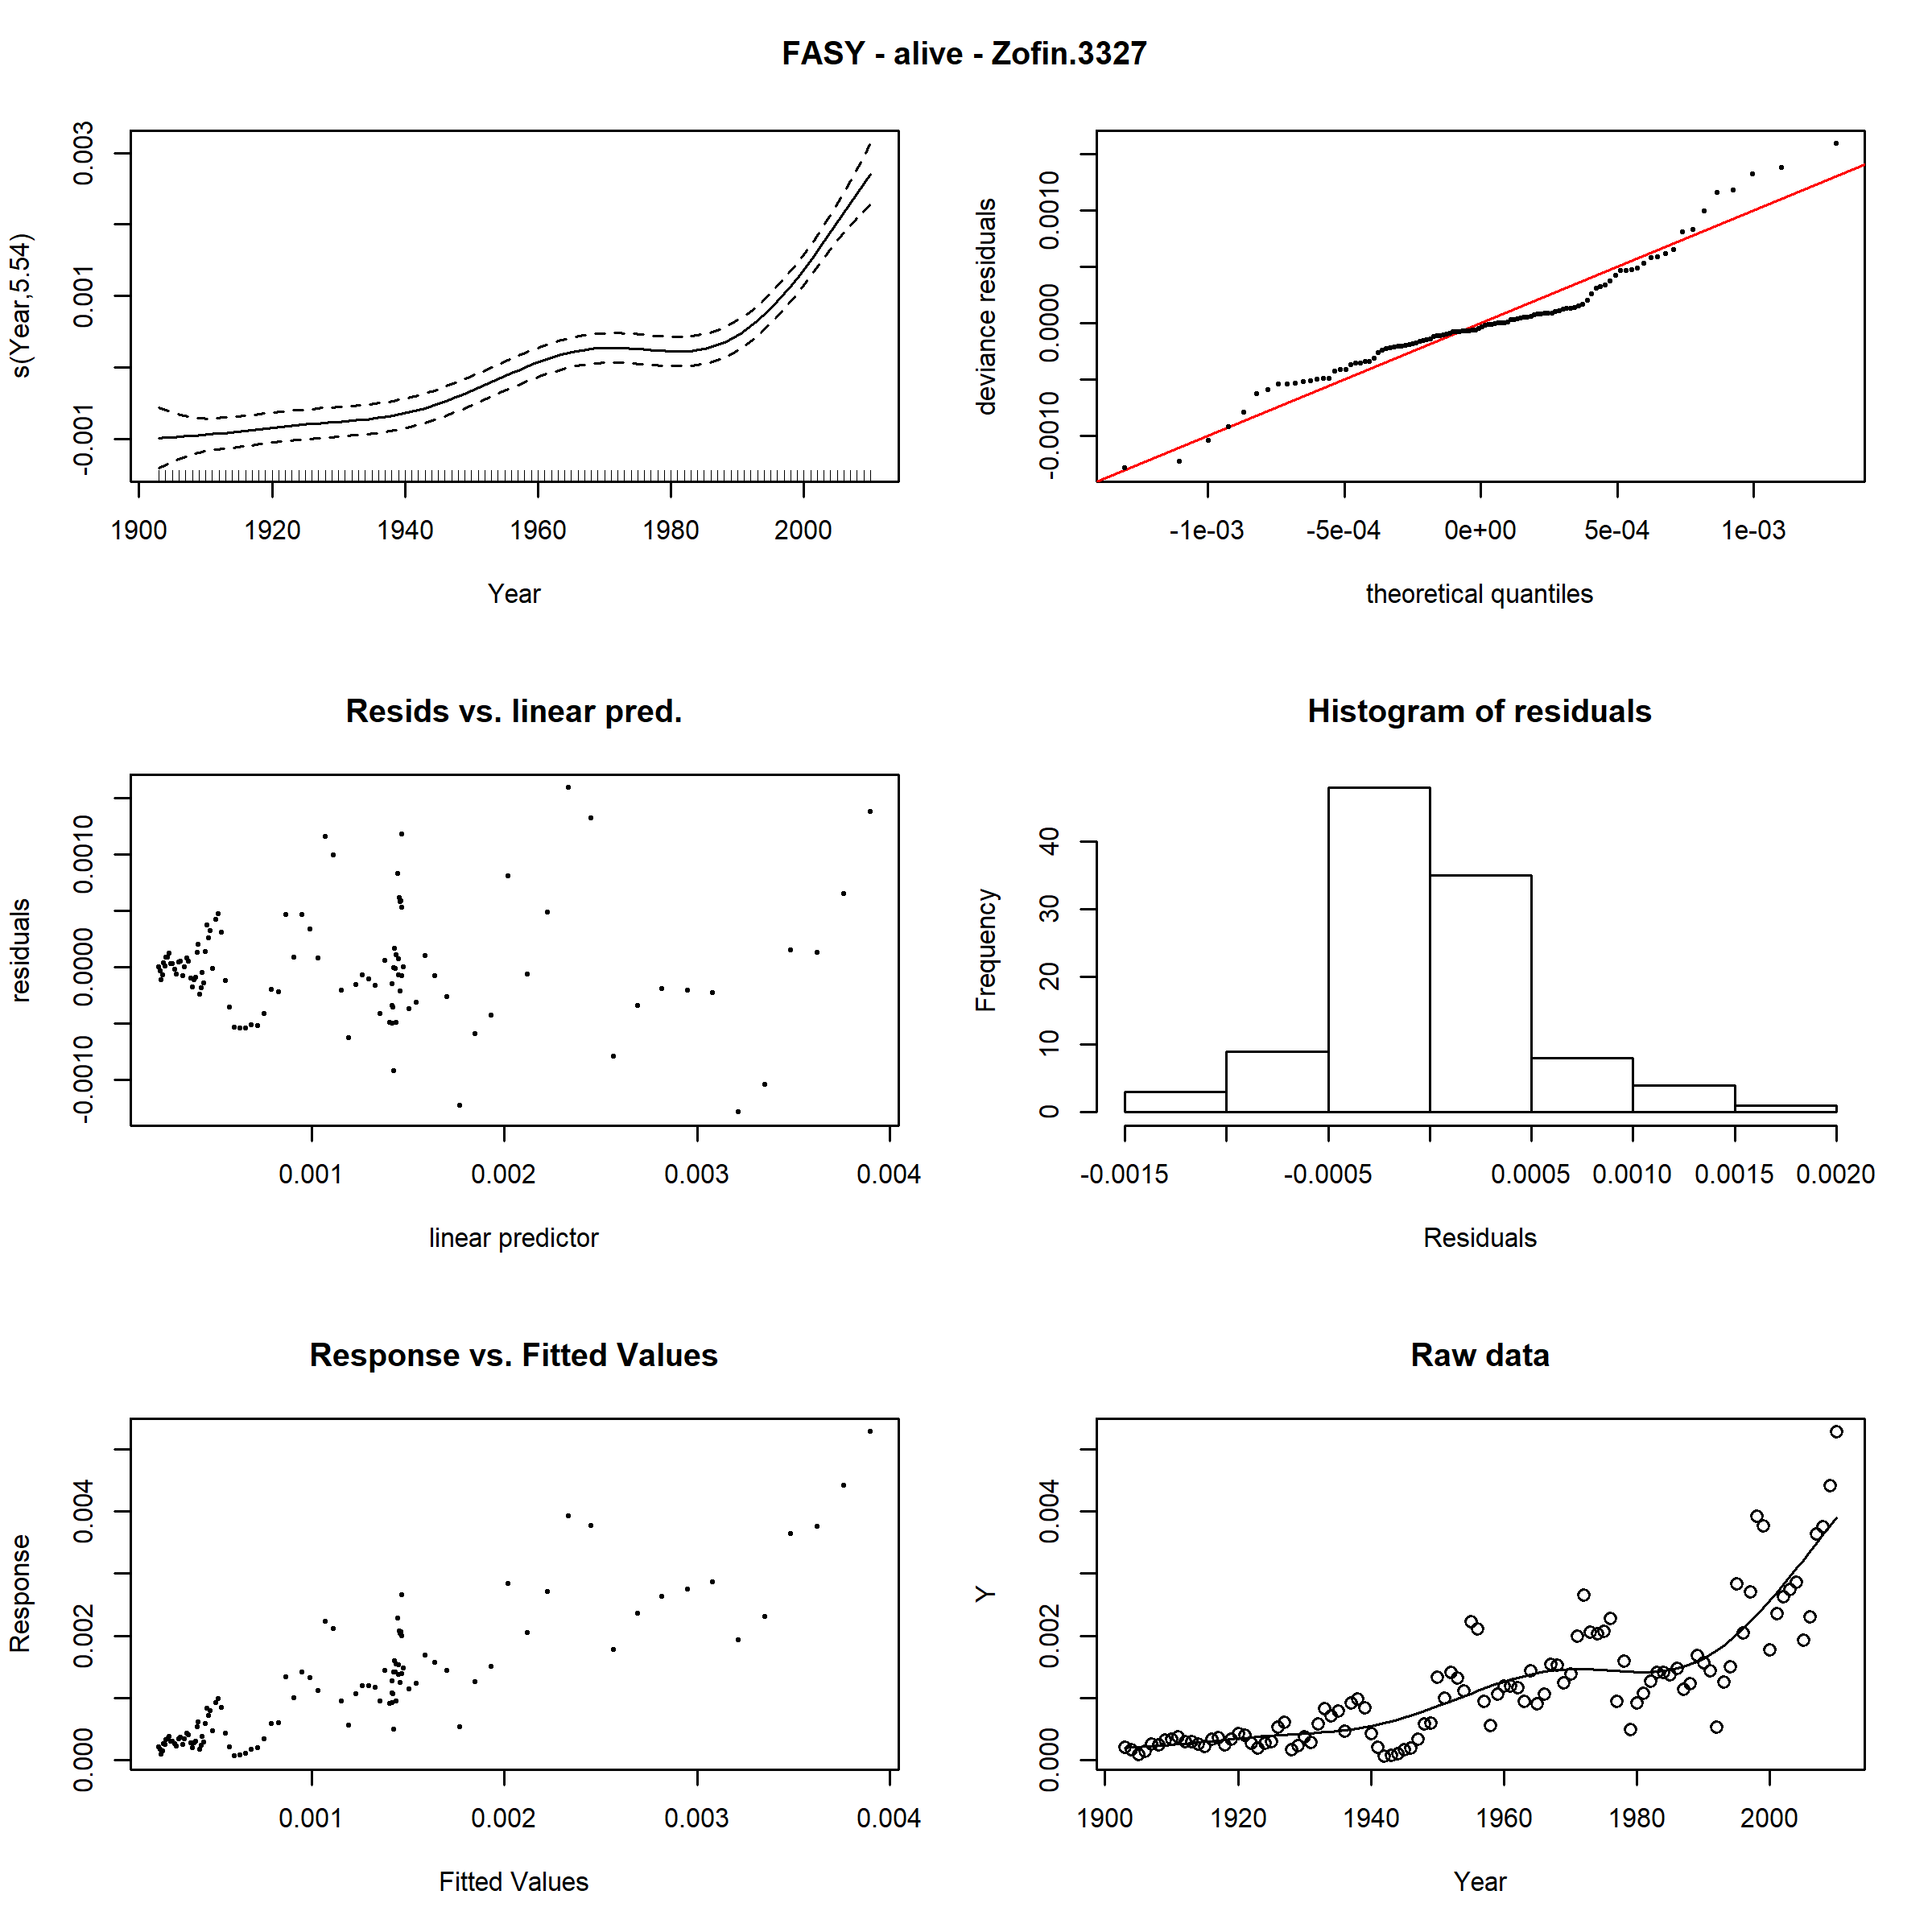 FASY - alive - Zofin.3327
s(Year,5.54)
-0.001 0.001 0.003
1900 1920 1940 1960 1980 2000
Year
deviance residuals
-0.0010 0.0000 0.0010
-1e-03 -5e-04 0e+00 5e-04 1e-03
theoretical quantiles
Resids vs. linear pred.
residuals
-0.0010 0.0000 0.0010
0.001 0.002 0.003 0.004
linear predictor
Histogram of residuals
Frequency
0 10 20 30 40
-0.0015 -0.0005 0.0005 0.0010 0.0015 0.0020
Residuals
Response vs. Fitted Values
Response
0.000 0.002 0.004
0.001 0.002 0.003 0.004
Fitted Values
Raw data
Y
0.000 0.002 0.004
1900 1920 1940 1960 1980 2000
Year